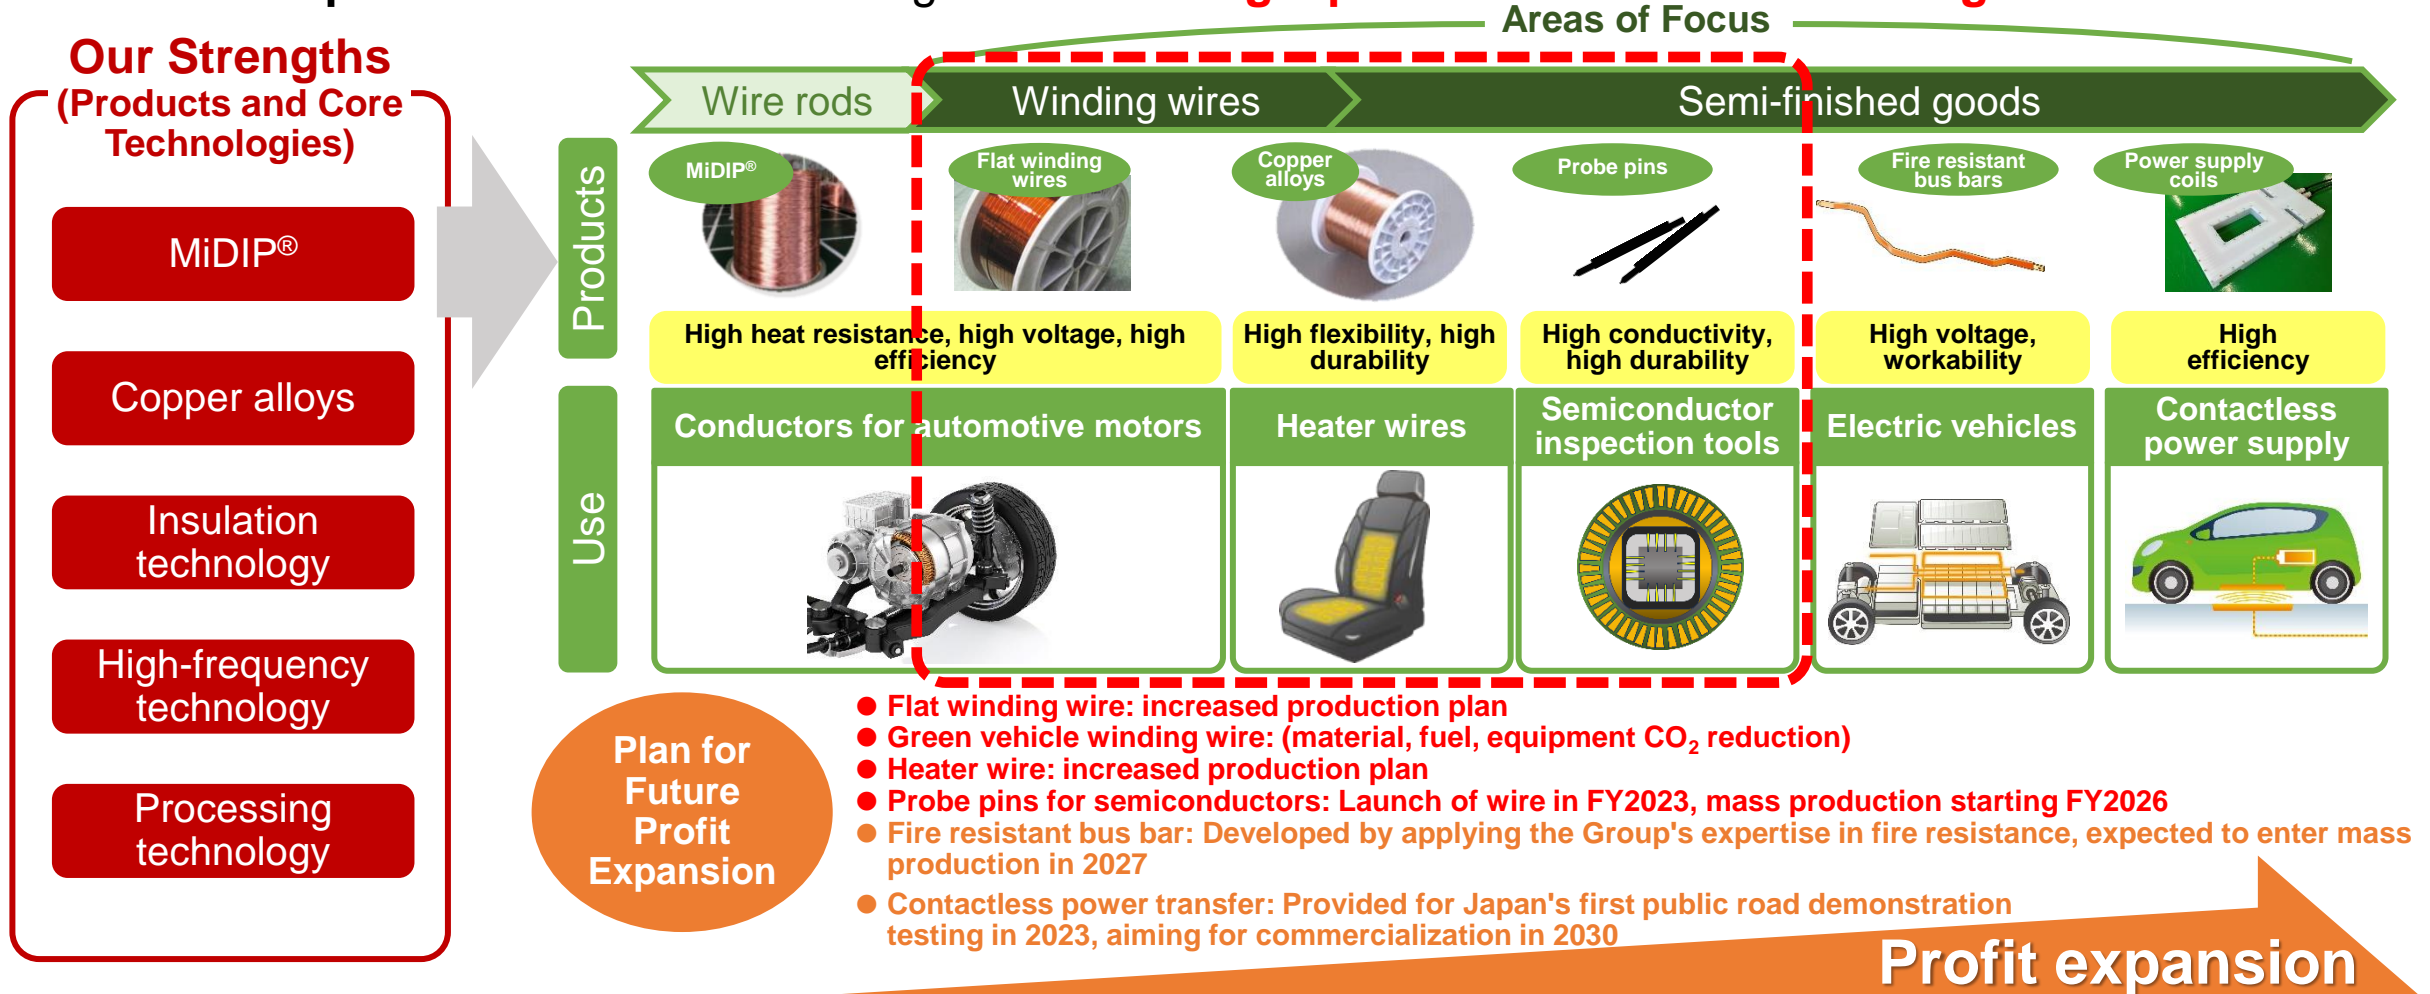 Areas of Focus
Our Strengths
(Products and Core
Technologies)
MiDIP®
Copper alloys
Insulation
technology
High-frequency
technology
Processing
technology
Wire rods
Winding wires
Semi-finished goods
Products
MiDIP®
Flat winding
wires
Copper
alloys
Probe pins
Fire resistant
bus bars
Power supply
coils
High heat resistance, high voltage, high
efficiency
High flexibility, high
durability
High conductivity,
high durability
High voltage,
workability
High
efficiency
Use
Conductors for automotive motors
Heater wires
Semiconductor
inspection tools
Electric vehicles
Contactless
power supply
Plan for
Future
Profit
Expansion
● Flat winding wire: increased production plan
● Green vehicle winding wire: (material, fuel, equipment CO₂ reduction)
● Heater wire: increased production plan
● Probe pins for semiconductors: Launch of wire in FY2023, mass production starting FY2026
● Fire resistant bus bar: Developed by applying the Group's expertise in fire resistance, expected to enter mass
production in 2027
● Contactless power transfer: Provided for Japan's first public road demonstration
testing in 2023, aiming for commercialization in 2030
Profit expansion